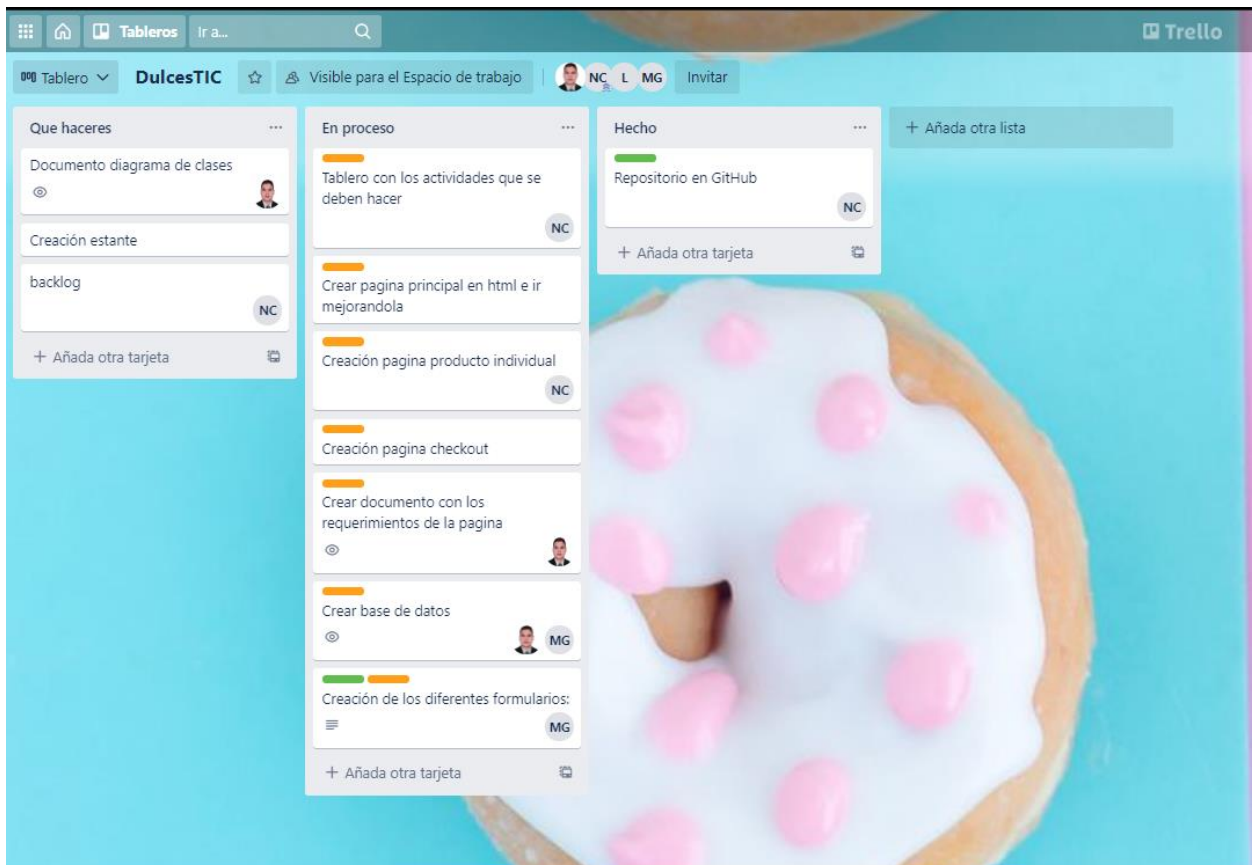 Tableros
Ir a...
Trello
Tablero
DulcesTIC
Visible para el Espacio de trabajo
NC
L
MG
Invitar
Que haceres
Documento diagrama de clases
Creación estante
backlog
NC
+ Añada otra tarjeta
En proceso
Tablero con los actividades que se
deben hacer
NC
Crear pagina principal en html e ir
mejorandola
Creación pagina producto individual
NC
Creación pagina checkout
Crear documento con los
requerimientos de la pagina
Crear base de datos
MG
Creación de los diferentes formularios:
MG
+ Añada otra tarjeta
Hecho
Repositorio en GitHub
NC
+ Añada otra tarjeta
+ Añada otra lista